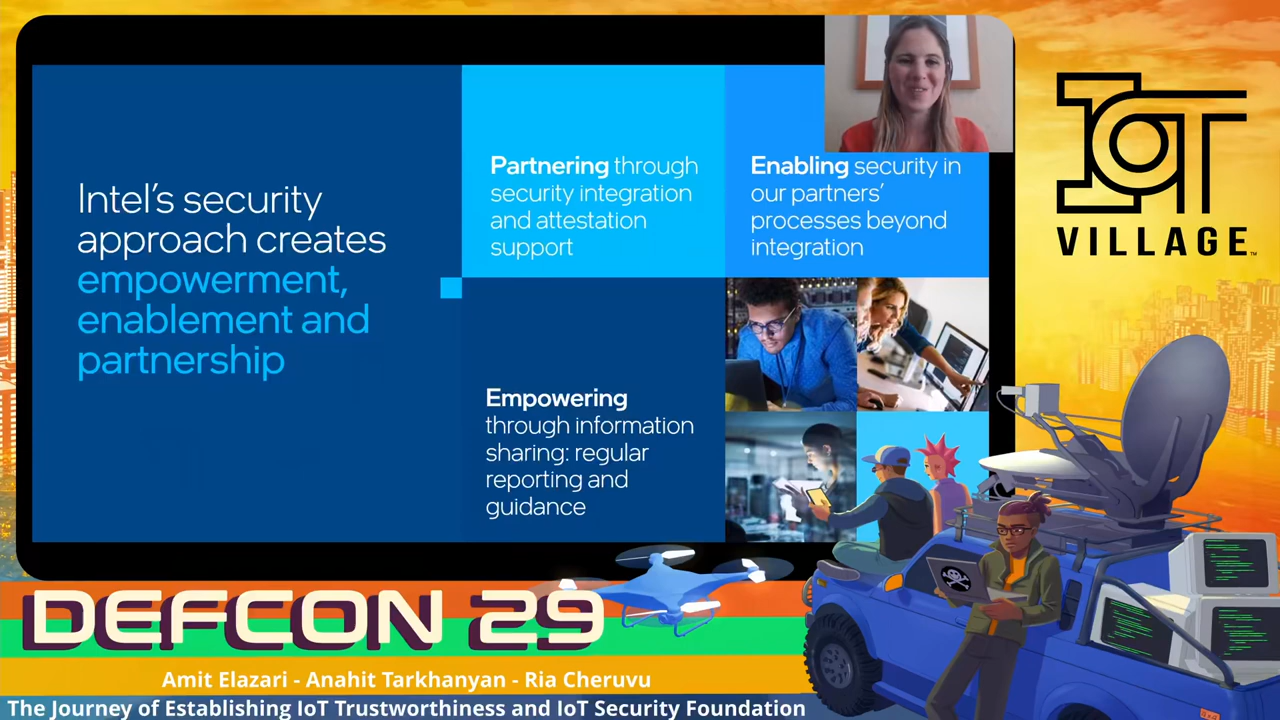 Intel's security
approach creates
empowerment,
enablement and
partnership
Partnering through
security integration
and attestation
support
Enabling security in
our partners'
processes beyond
integration
Empowering
through information
sharing: regular
reporting and
guidance
IoT
VILLAGE™
DEFCON 29
Amit Elazari - Anahit Tarkhanyan - Ria Cheruvu
The Journey of Establishing IoT Trustworthiness and IoT Security Foundation